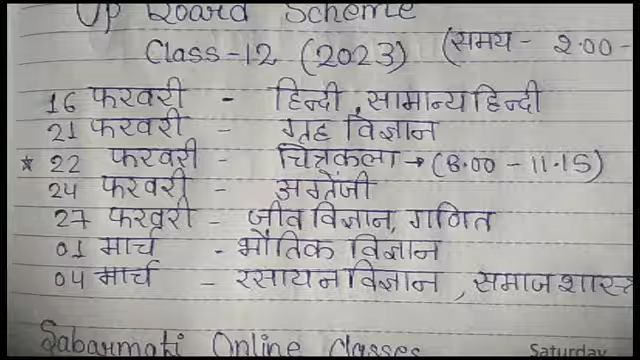 Up Board Scheme
Class-12 (2023) (समय - 2.00 -
16 फरवरी - हिन्दी, सामान्य हिन्दी
21 फरवरी - गृह विज्ञान
* 22 फरवरी - चित्रकला → (8.00 - 11.15)
24 फरवरी - अग्रेंजी
27 फरवरी - जीव विज्ञान, गणित
01 मार्च - भौतिक विज्ञान
04 मार्च - रसायन विज्ञान, समाजशास्त्र
Sabarmati Online Classes
Saturday